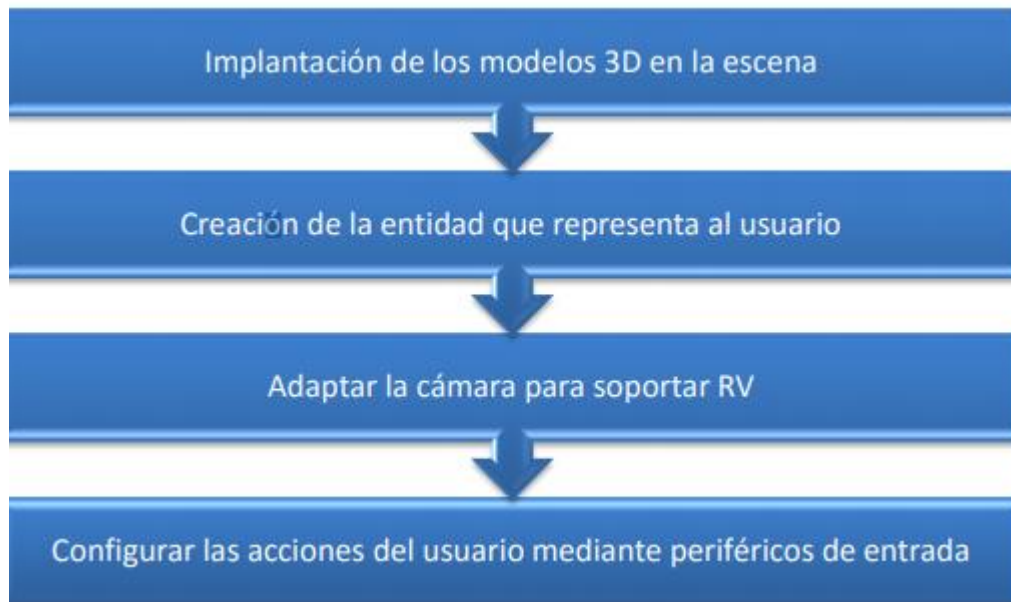 Implantación de los modelos 3D en la escena
Creación de la entidad que representa al usuario
Adaptar la cámara para soportar RV
Configurar las acciones del usuario mediante periféricos de entrada